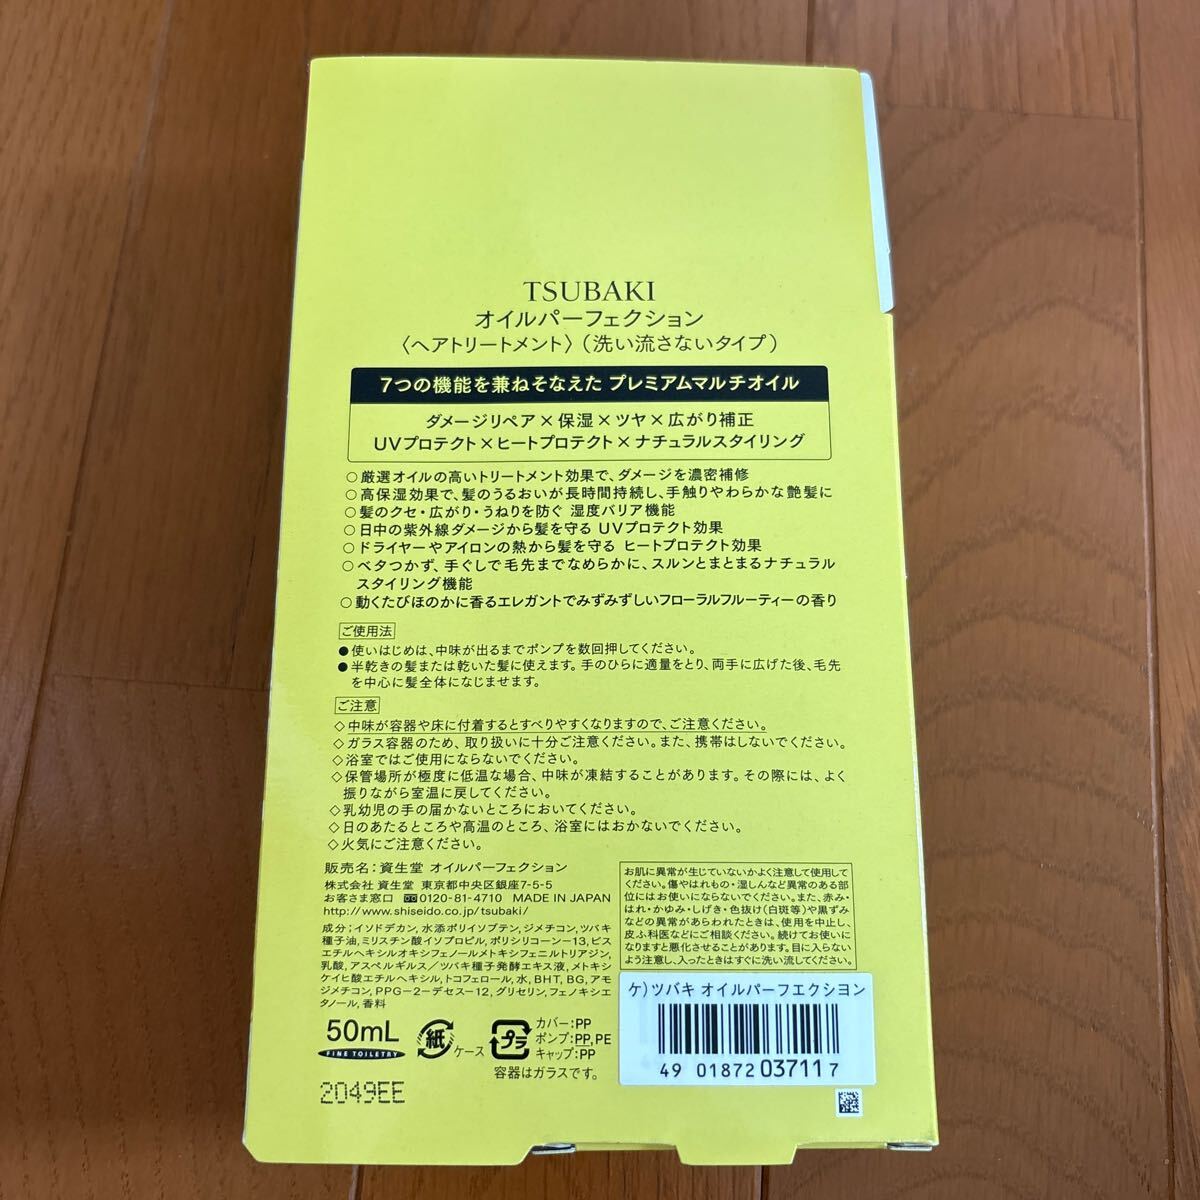 TSUBAKI
オイルパーフェクション
〈ヘアトリートメント〉(洗い流さないタイプ)
7つの機能を兼ねそなえた プレミアムマルチオイル
ダメージリペア×保湿×ツヤ×広がり補正
UVプロテクト×ヒートプロテクト×ナチュラルスタイリング
○厳選オイルの高いトリートメント効果で、ダメージを濃密補修
○高保湿効果で、髪のうるおいが長時間持続し、手触りやわらかな艶髪に
○髪のクセ・広がり・うねりを防ぐ 湿度バリア機能
○日中の紫外線ダメージから髪を守る UVプロテクト効果
○ドライヤーやアイロンの熱から髪を守る ヒートプロテクト効果
○ベタつかず、手ぐしで毛先までなめらかに、スルンとまとまるナチュラル
スタイリング機能
○動くたびほのかに香るエレガントでみずみずしいフローラルフルーティーの香り
ご使用法
●使いはじめは、中味が出るまでポンプを数回押してください。
●半乾きの髪または乾いた髪に使えます。手のひらに適量をとり、両手に広げた後、毛先
を中心に髪全体になじませます。
ご注意
◇中味が容器や床に付着するとすべりやすくなりますので、ご注意ください。
◇ガラス容器のため、取り扱いに十分ご注意ください。また、携帯はしないでください。
◇浴室ではご使用にならないでください。
◇保管場所が極度に低温な場合、中味が凍結することがあります。その際には、よく
振りながら室温に戻してください。
◇乳幼児の手の届かないところにおいてください。
◇日のあたるところや高温のところ、浴室にはおかないでください。
◇火気にご注意ください。
販売名:資生堂 オイルパーフェクション
株式会社 資生堂 東京都中央区銀座7-5-5
お客さま窓口 0120-81-4710 MADE IN JAPAN
http://www.shiseido.co.jp/tsubaki/
成分:イソドデカン,水添ポリイソブテン,ジメチコン,ツバキ
種子油,ミリスチン酸イソプロピル,ポリシリコーン-13,ビス
エチルヘキシルオキシフェノールメトキシフェニルトリアジン,
乳酸,アスペルギルス/ツバキ種子発酵エキス液,メトキシ
ケイヒ酸エチルヘキシル,トコフェロール,水,BHT,BG,アモ
ジメチコン,PPG-2-デセス-12,グリセリン,フェノキシエ
タノール,香料
お肌に異常が生じていないかよく注意して使用して
ください。傷やはれもの・湿しんなど異常のある部
位にはお使いにならないでください。また、赤み・
はれ・かゆみ・しげき・色抜け(白斑等)や黒ずみ
などの異常があらわれたときは、使用を中止し、
皮ふ科医などにご相談ください。続けてお使いに
なりますと悪化させることがあります。目に入らない
よう注意し、入ったときはすぐに洗い流してください。
50mL
FINE TOILETRY
紙
ケース
プラ
カバー:PP
ポンプ:PP,PE
キャップ:PP
容器はガラスです。
ケ)ツバキ オイルパーフエクシヨン
4901872037117
2049EE